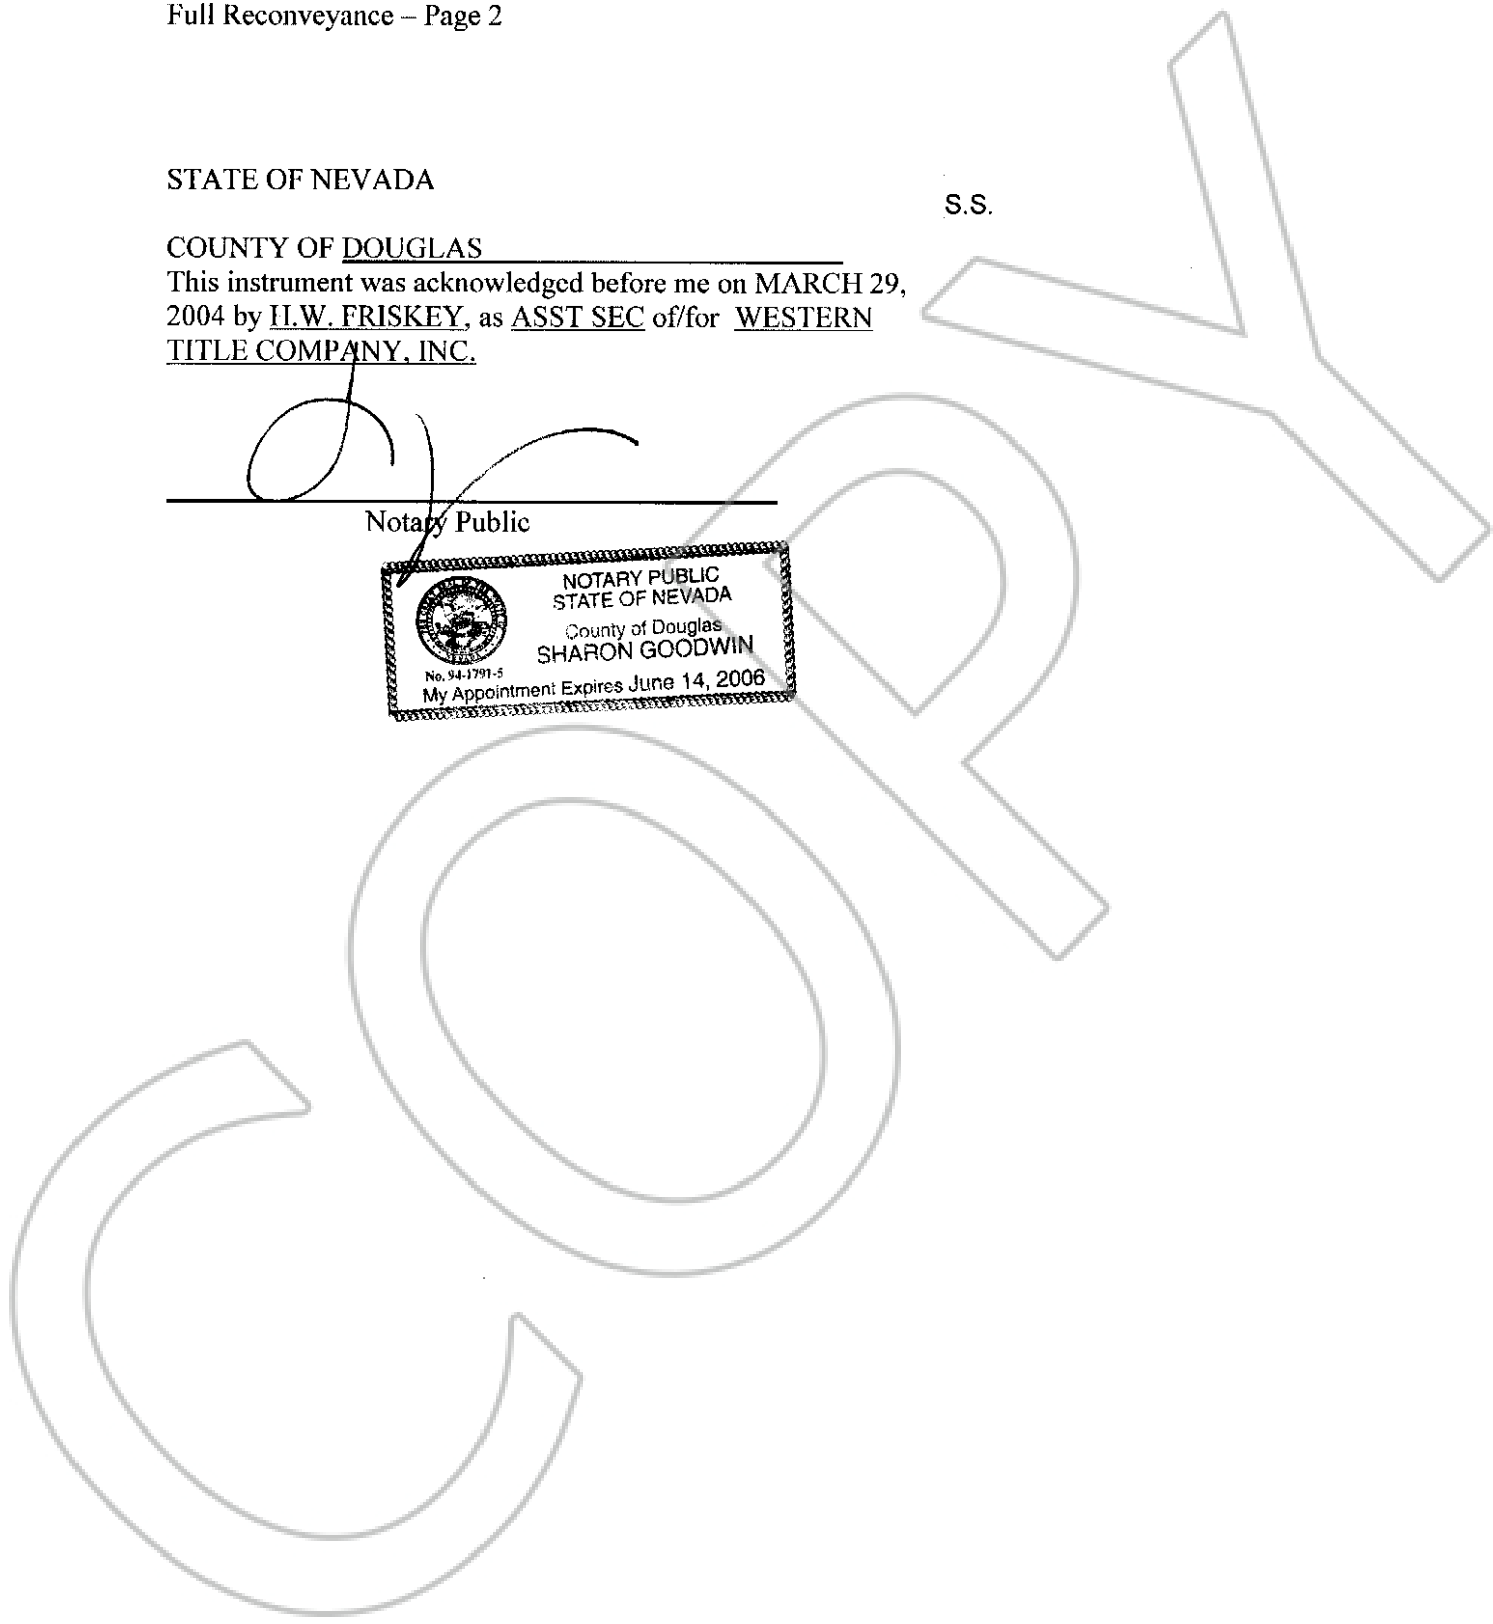 Full Reconveyance – Page 2
STATE OF NEVADA
S.S.
COUNTY OF DOUGLAS
This instrument was acknowledged before me on MARCH 29,
2004 by H.W. FRISKEY, as ASST SEC of/for WESTERN
TITLE COMPANY, INC.
Notary Public
NOTARY PUBLIC
STATE OF NEVADA
County of Douglas
SHARON GOODWIN
No. 94-1791-5
My Appointment Expires June 14, 2006
COPY